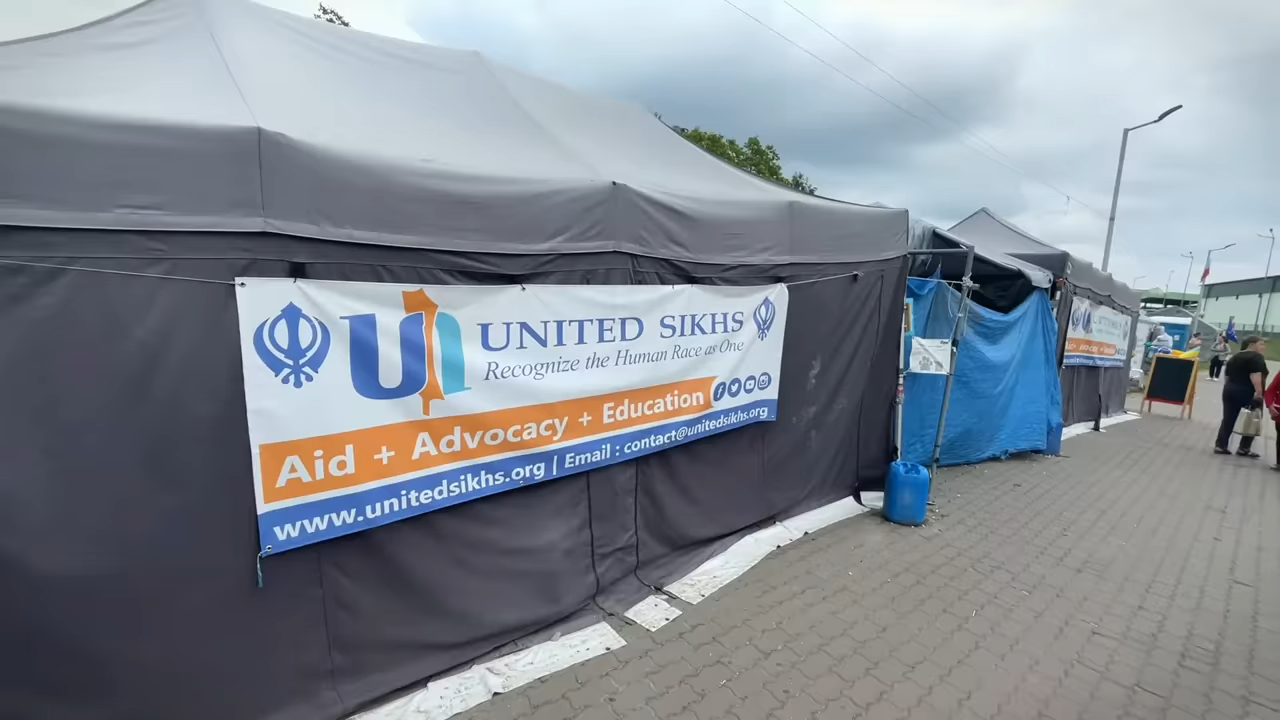 UNITED SIKHS
Recognize the Human Race as One
Aid + Advocacy + Education
www.unitedsikhs.org | Email : contact@unitedsikhs.org